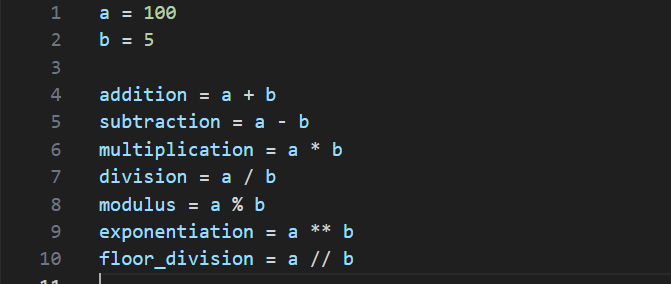 1 a = 100
2 b = 5
3
4 addition = a + b
5 subtraction = a - b
6 multiplication = a * b
7 division = a / b
8 modulus = a % b
9 exponentiation = a ** b
10 floor_division = a // b
11